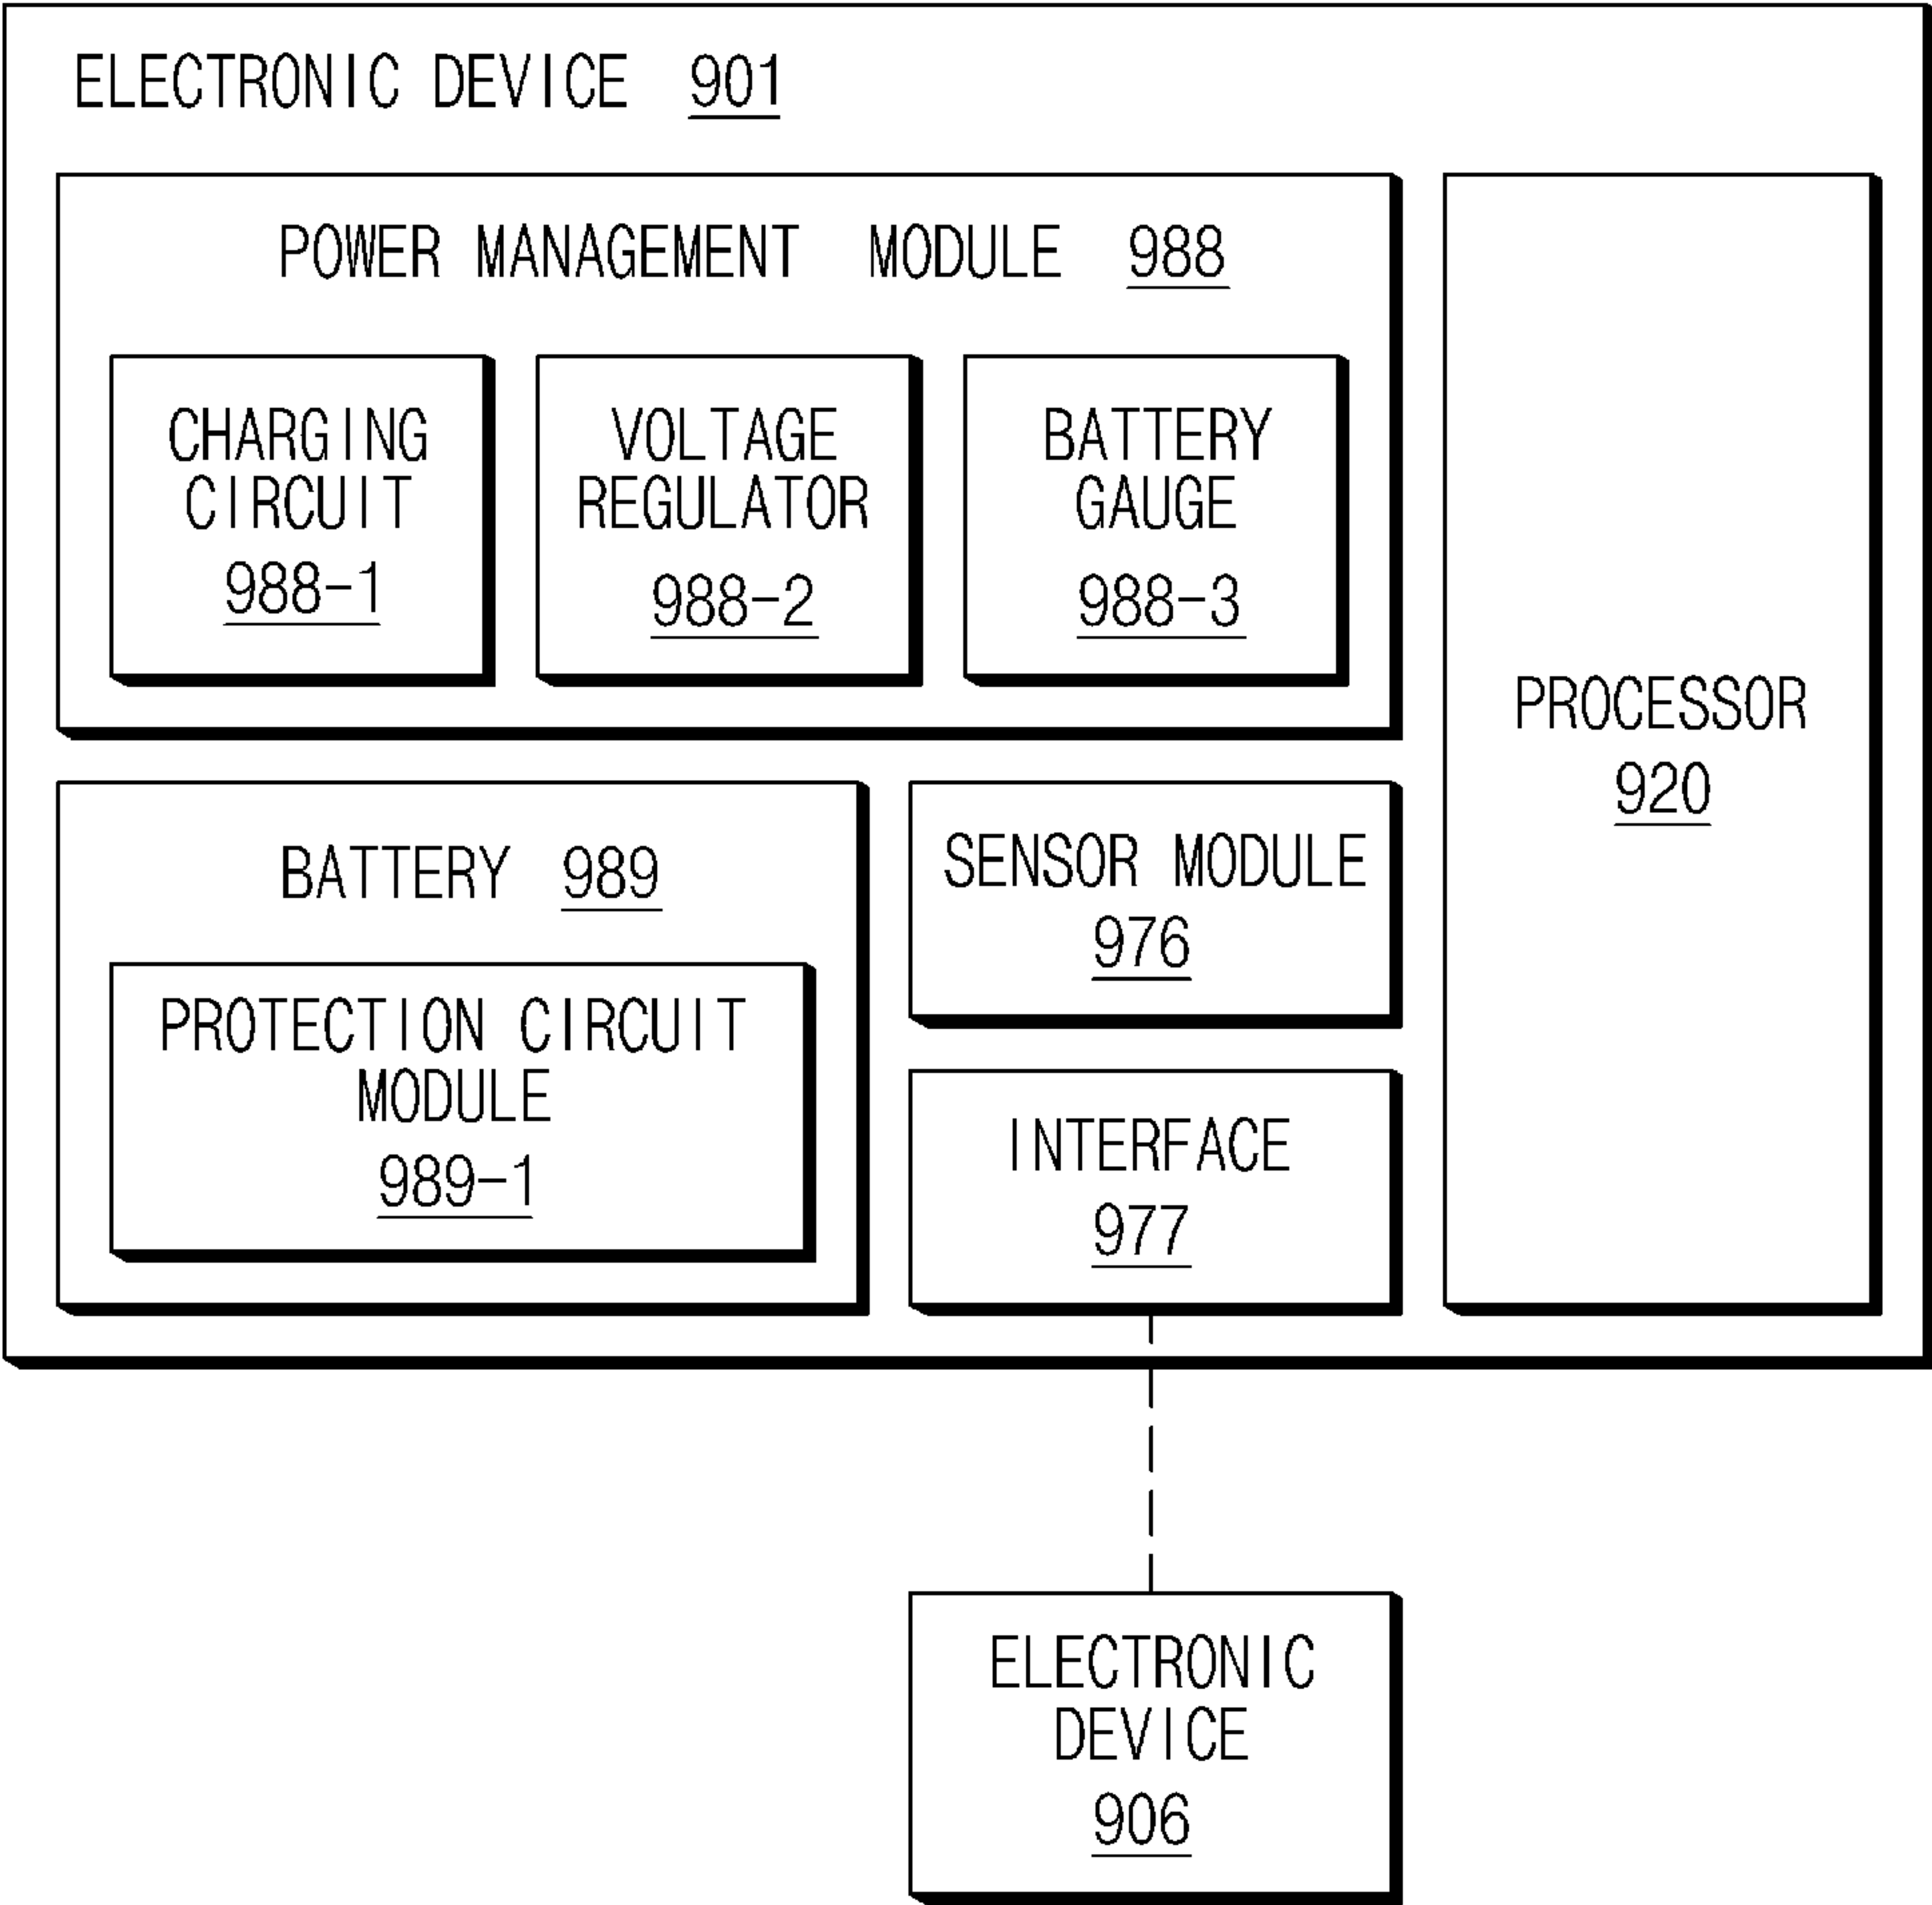 ELECTRONIC DEVICE 901
POWER MANAGEMENT MODULE 988
CHARGING
CIRCUIT
988-1
VOLTAGE
REGULATOR
988-2
BATTERY
GAUGE
988-3
PROCESSOR
920
BATTERY 989
PROTECTION CIRCUIT
MODULE
989-1
SENSOR MODULE
976
INTERFACE
977
ELECTRONIC
DEVICE
906